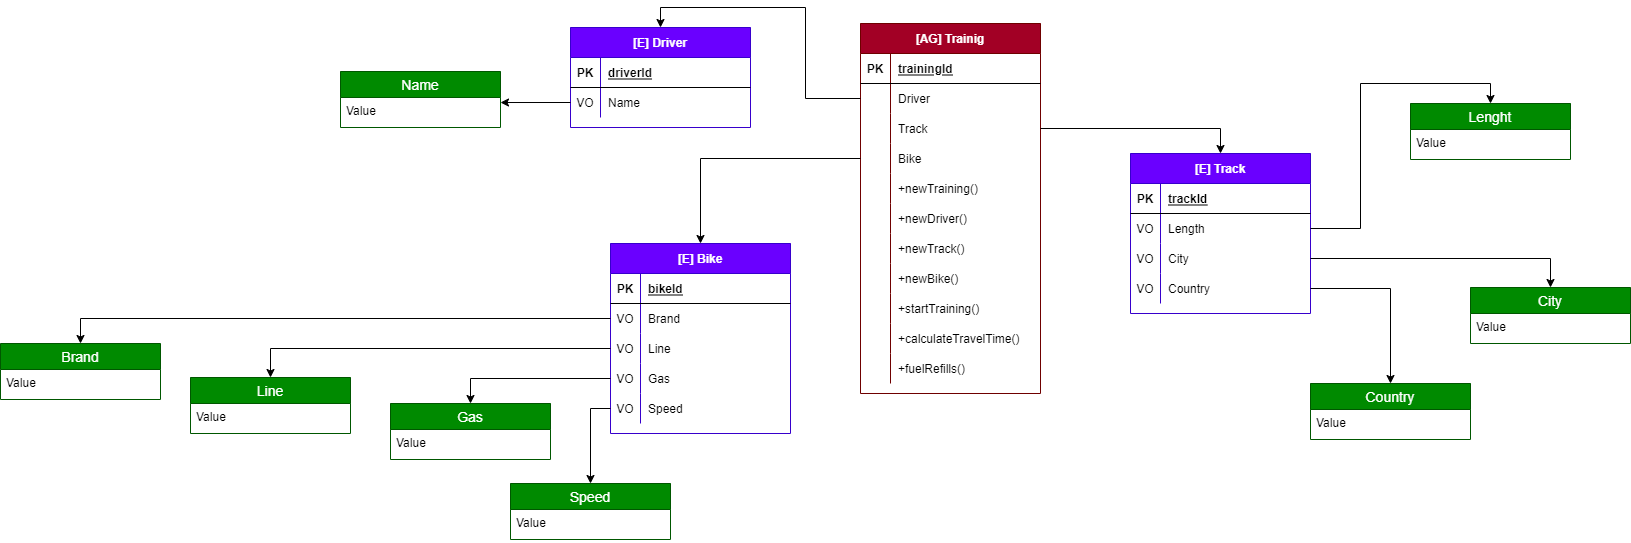 [E] Driver
PK driverId
VO Name
Name
Value
[AG] Trainig
PK trainingId
Driver
Track
Bike
+newTraining()
+newDriver()
+newTrack()
+newBike()
+startTraining()
+calculateTravelTime()
+fuelRefills()
Lenght
Value
[E] Track
PK trackId
VO Length
VO City
VO Country
City
Value
Country
Value
[E] Bike
PK bikeId
VO Brand
VO Line
VO Gas
VO Speed
Brand
Value
Line
Value
Gas
Value
Speed
Value